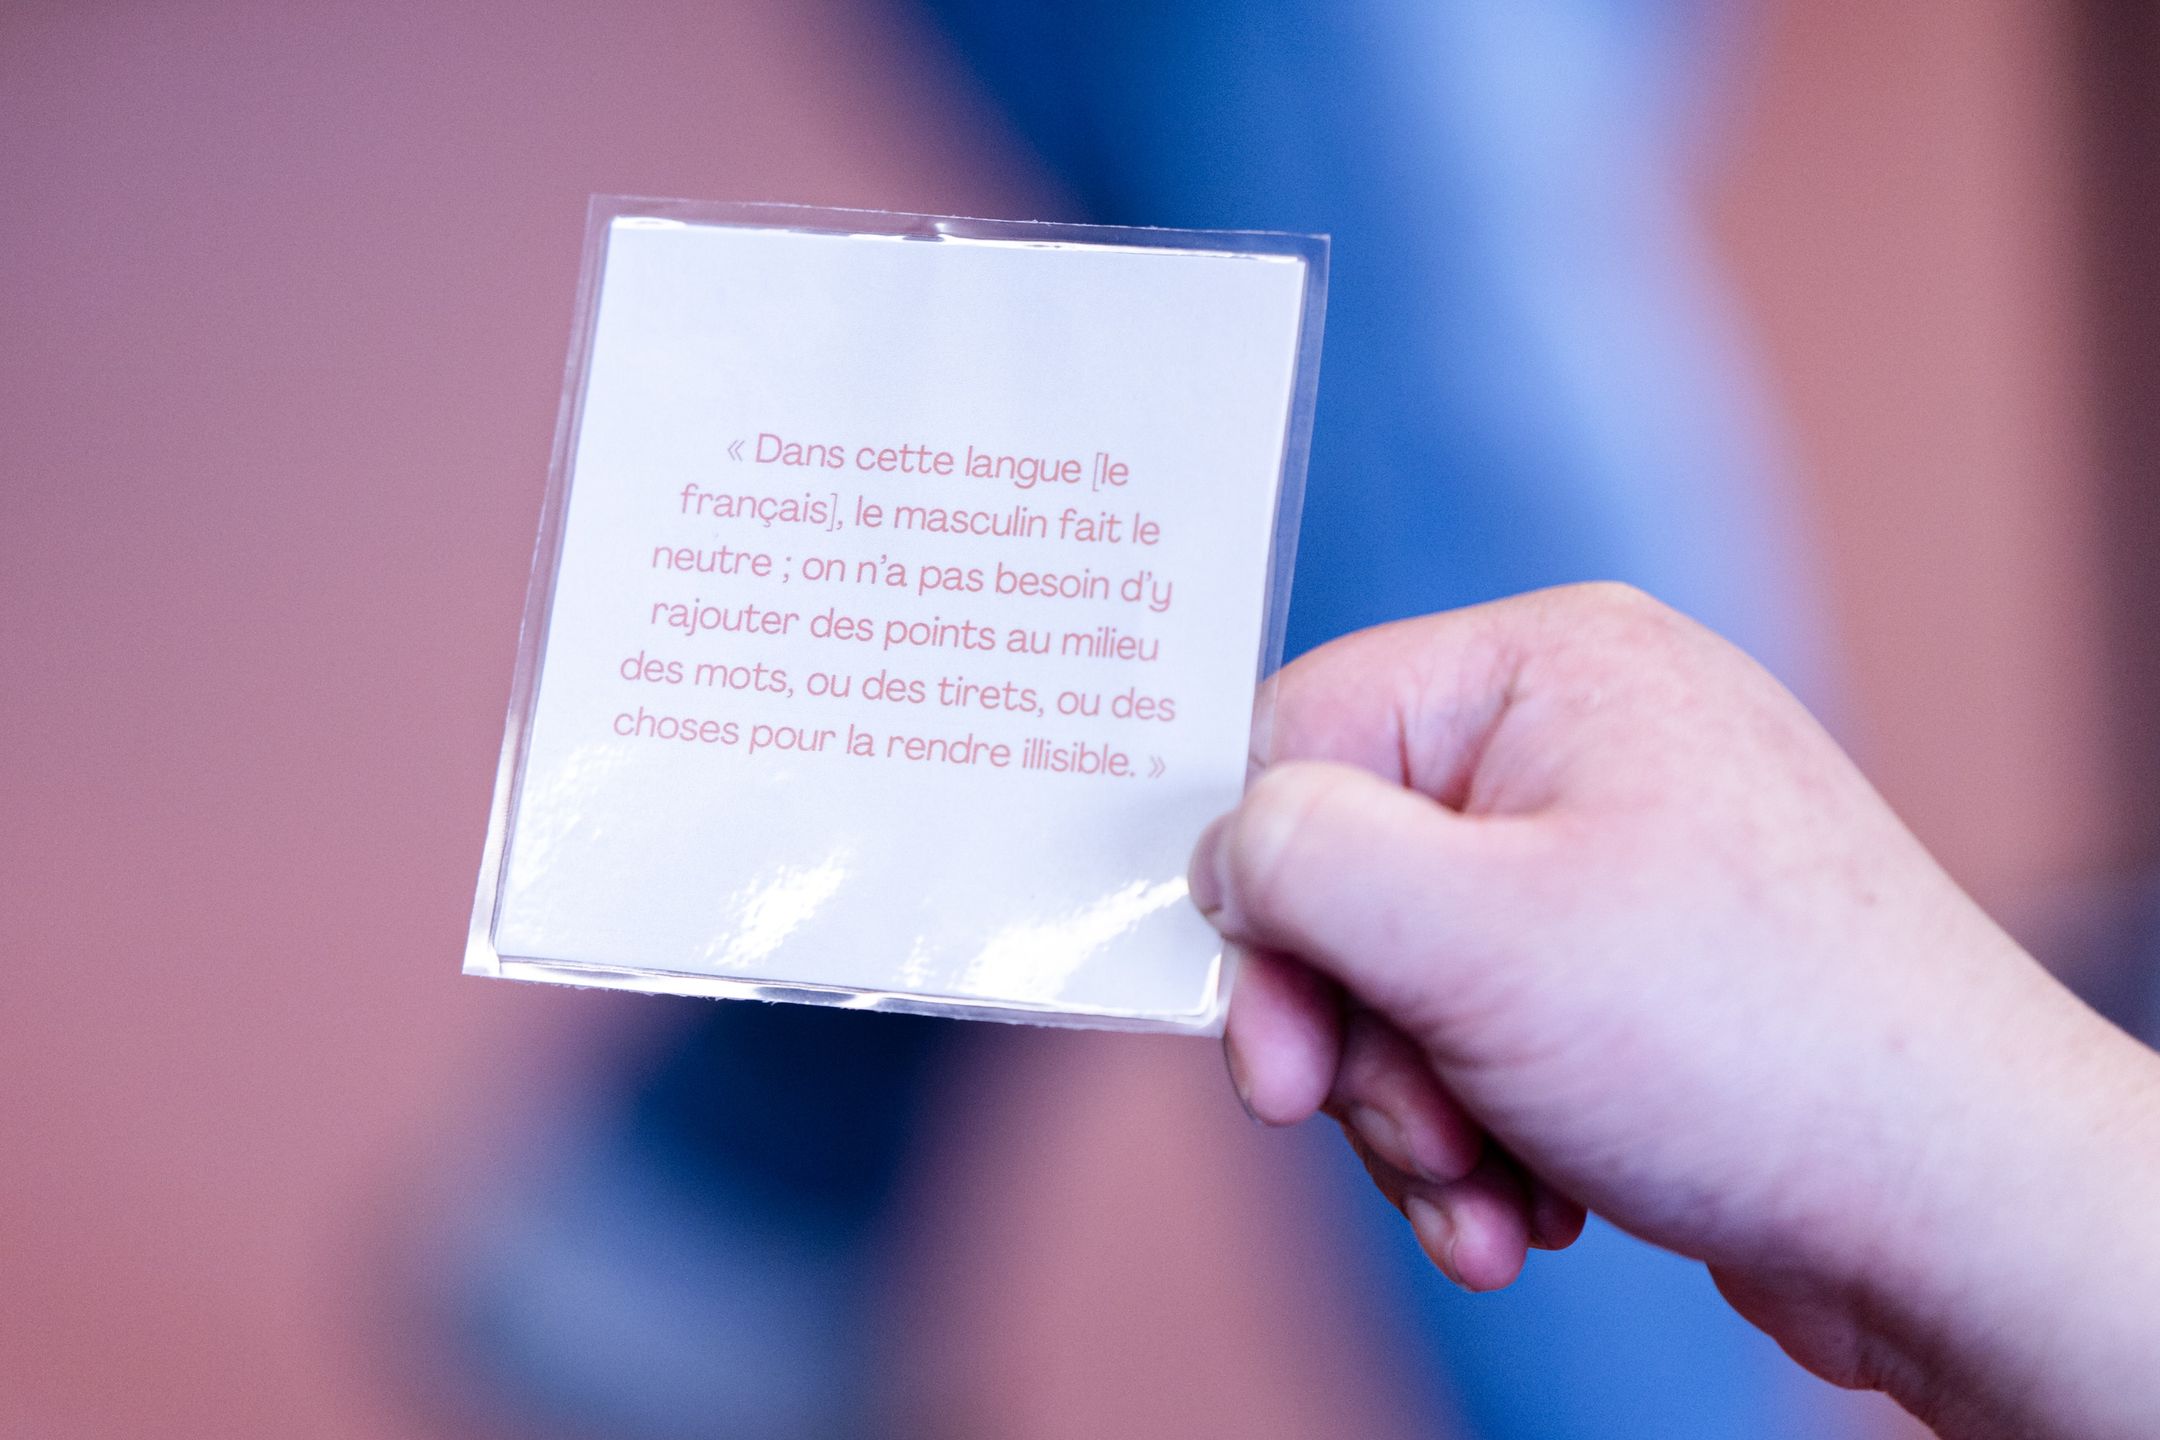 « Dans cette langue [le
français], le masculin fait le
neutre ; on n’a pas besoin d’y
rajouter des points au milieu
des mots, ou des tirets, ou des
choses pour la rendre illisible. »